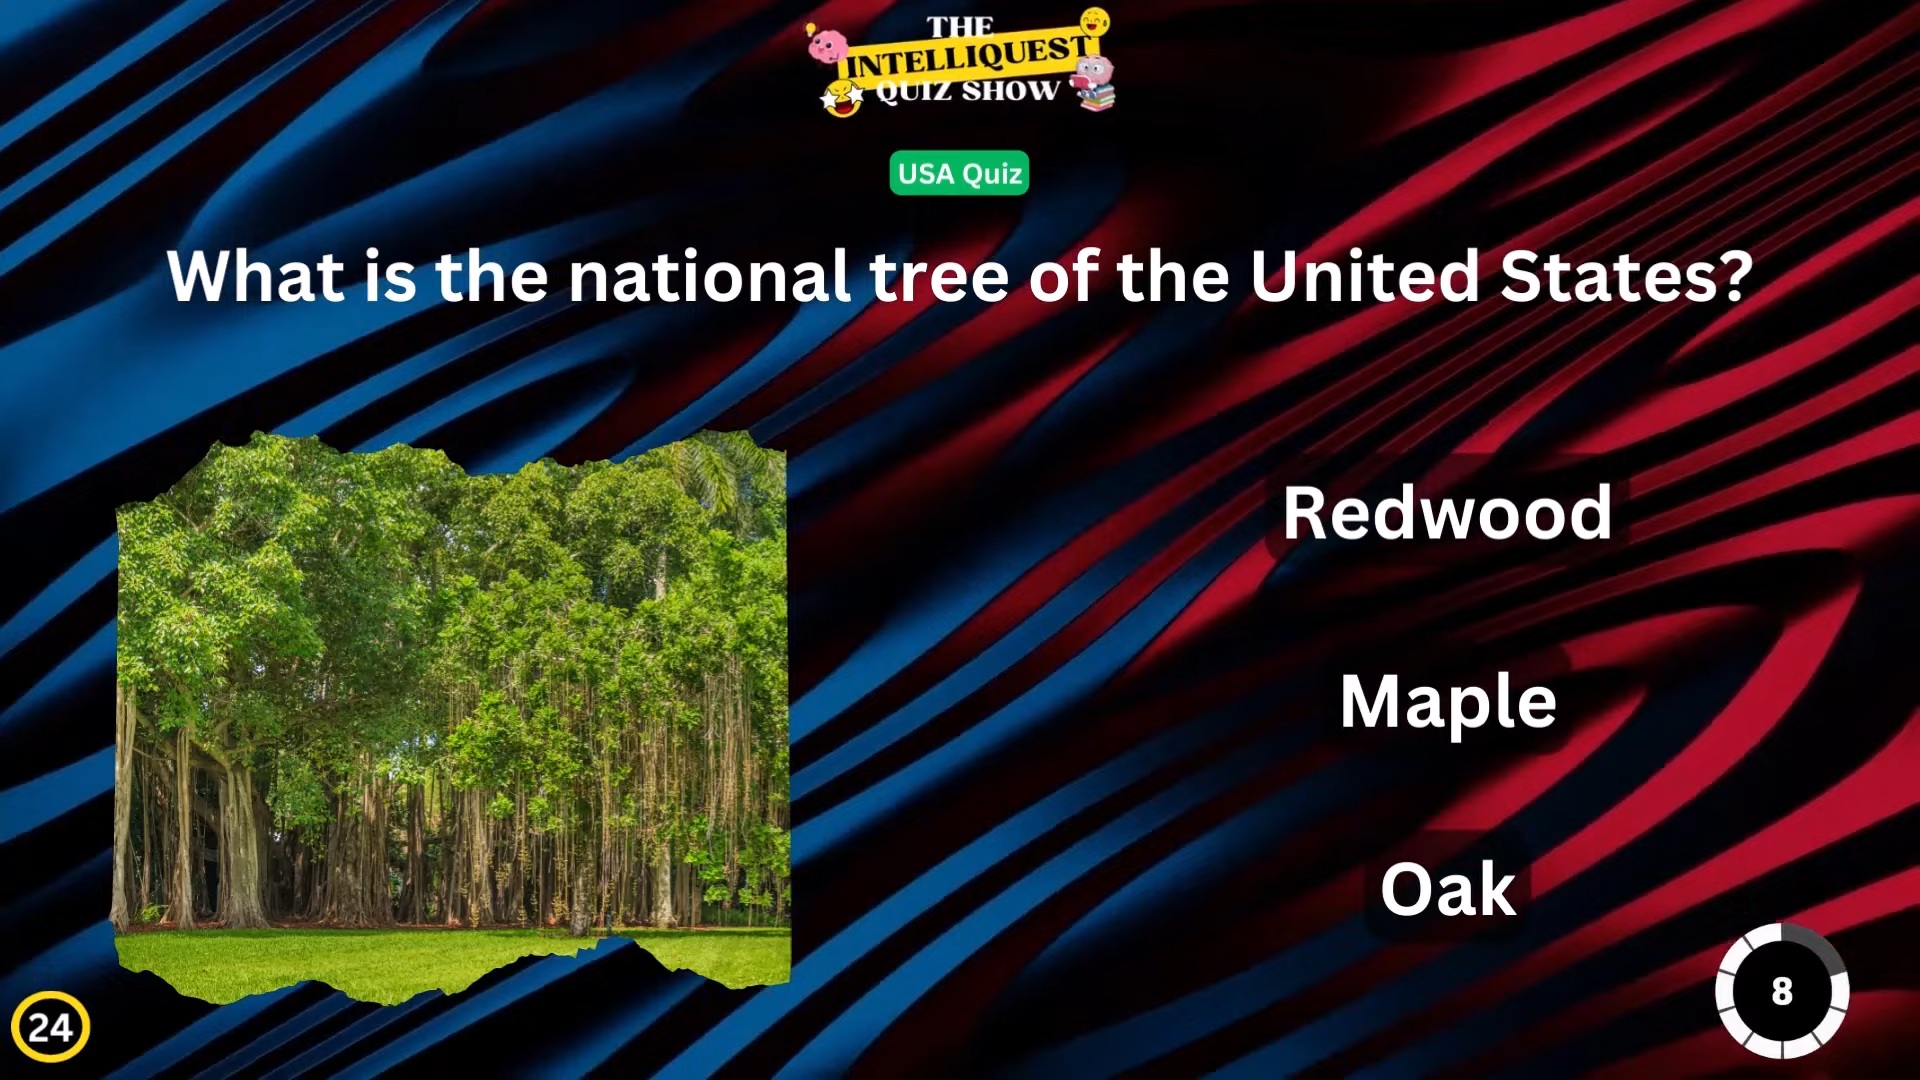 THE
INTELLIQUEST
QUIZ SHOW
USA Quiz
What is the national tree of the United States?
Redwood
Maple
Oak
24
8